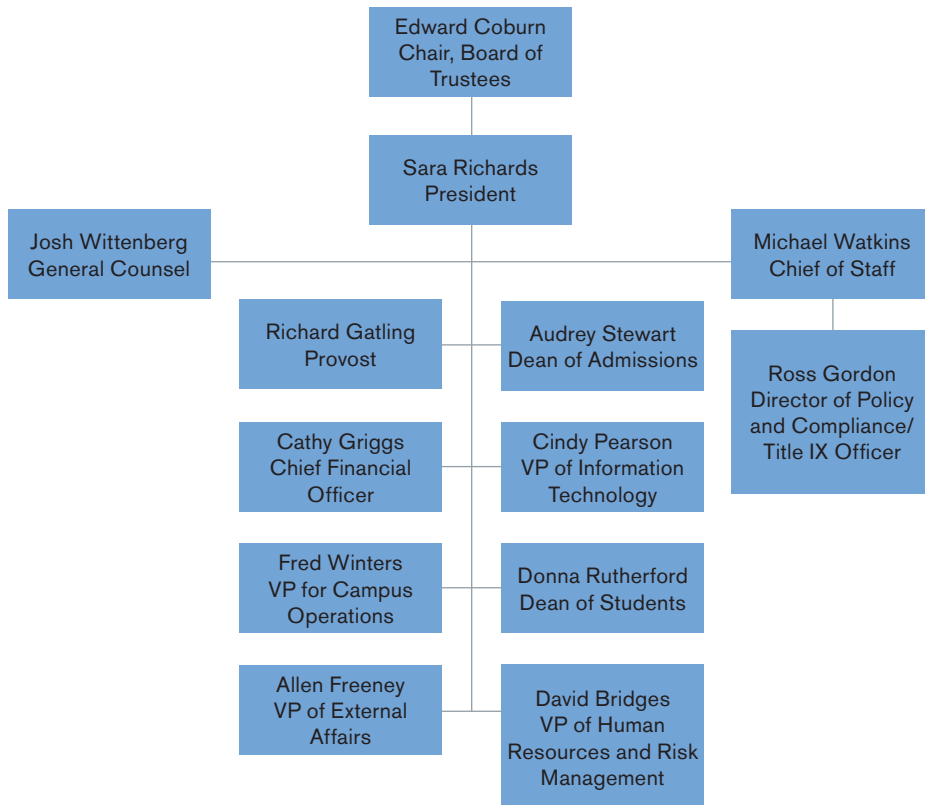 Edward Coburn
Chair, Board of
Trustees
Sara Richards
President
Josh Wittenberg
General Counsel
Michael Watkins
Chief of Staff
Richard Gatling
Provost
Audrey Stewart
Dean of Admissions
Ross Gordon
Director of Policy
and Compliance/
Title IX Officer
Cathy Griggs
Chief Financial
Officer
Cindy Pearson
VP of Information
Technology
Fred Winters
VP for Campus
Operations
Donna Rutherford
Dean of Students
Allen Freeney
VP of External
Affairs
David Bridges
VP of Human
Resources and Risk
Management